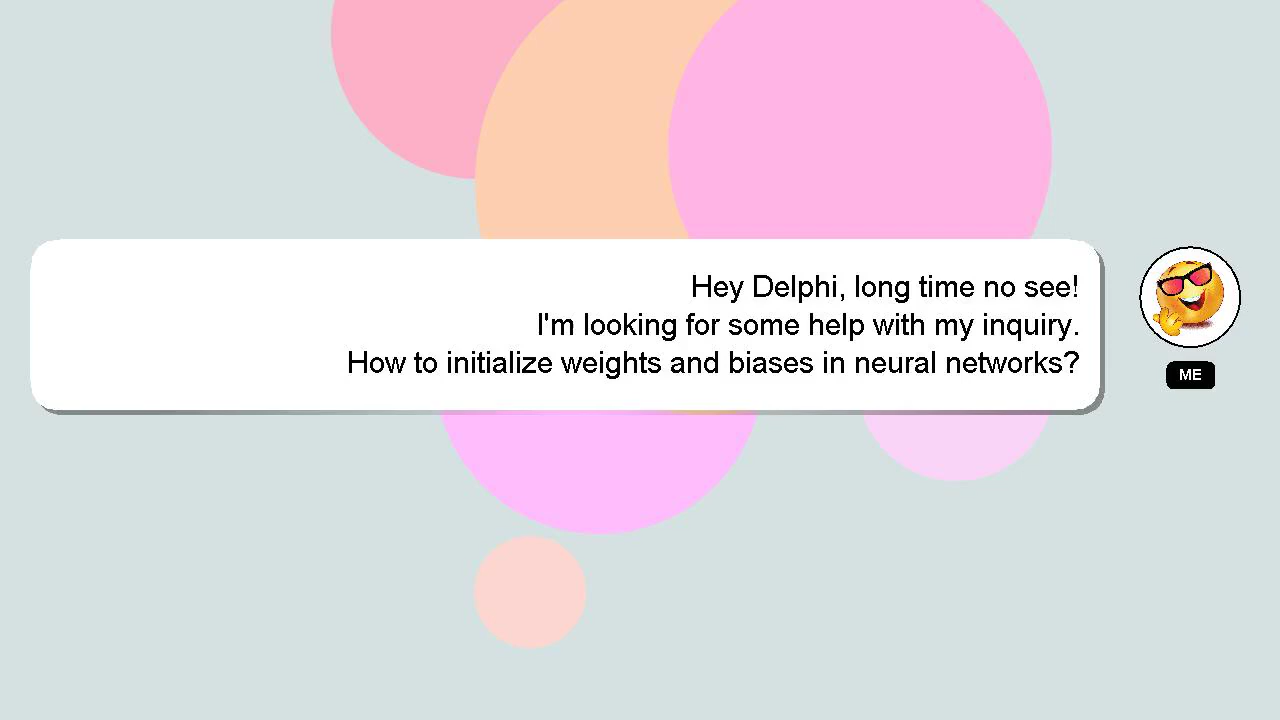 Hey Delphi, long time no see!
I'm looking for some help with my inquiry.
How to initialize weights and biases in neural networks?
ME